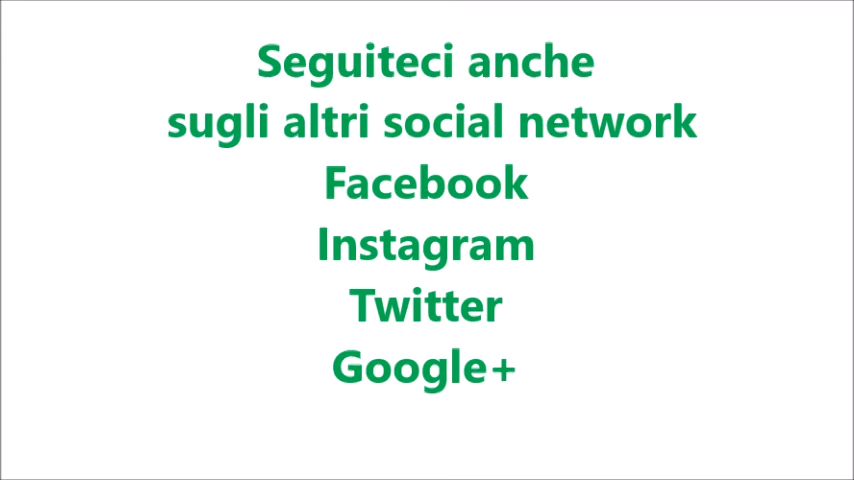 Seguiteci anche
sugli altri social network
Facebook
Instagram
Twitter
Google+